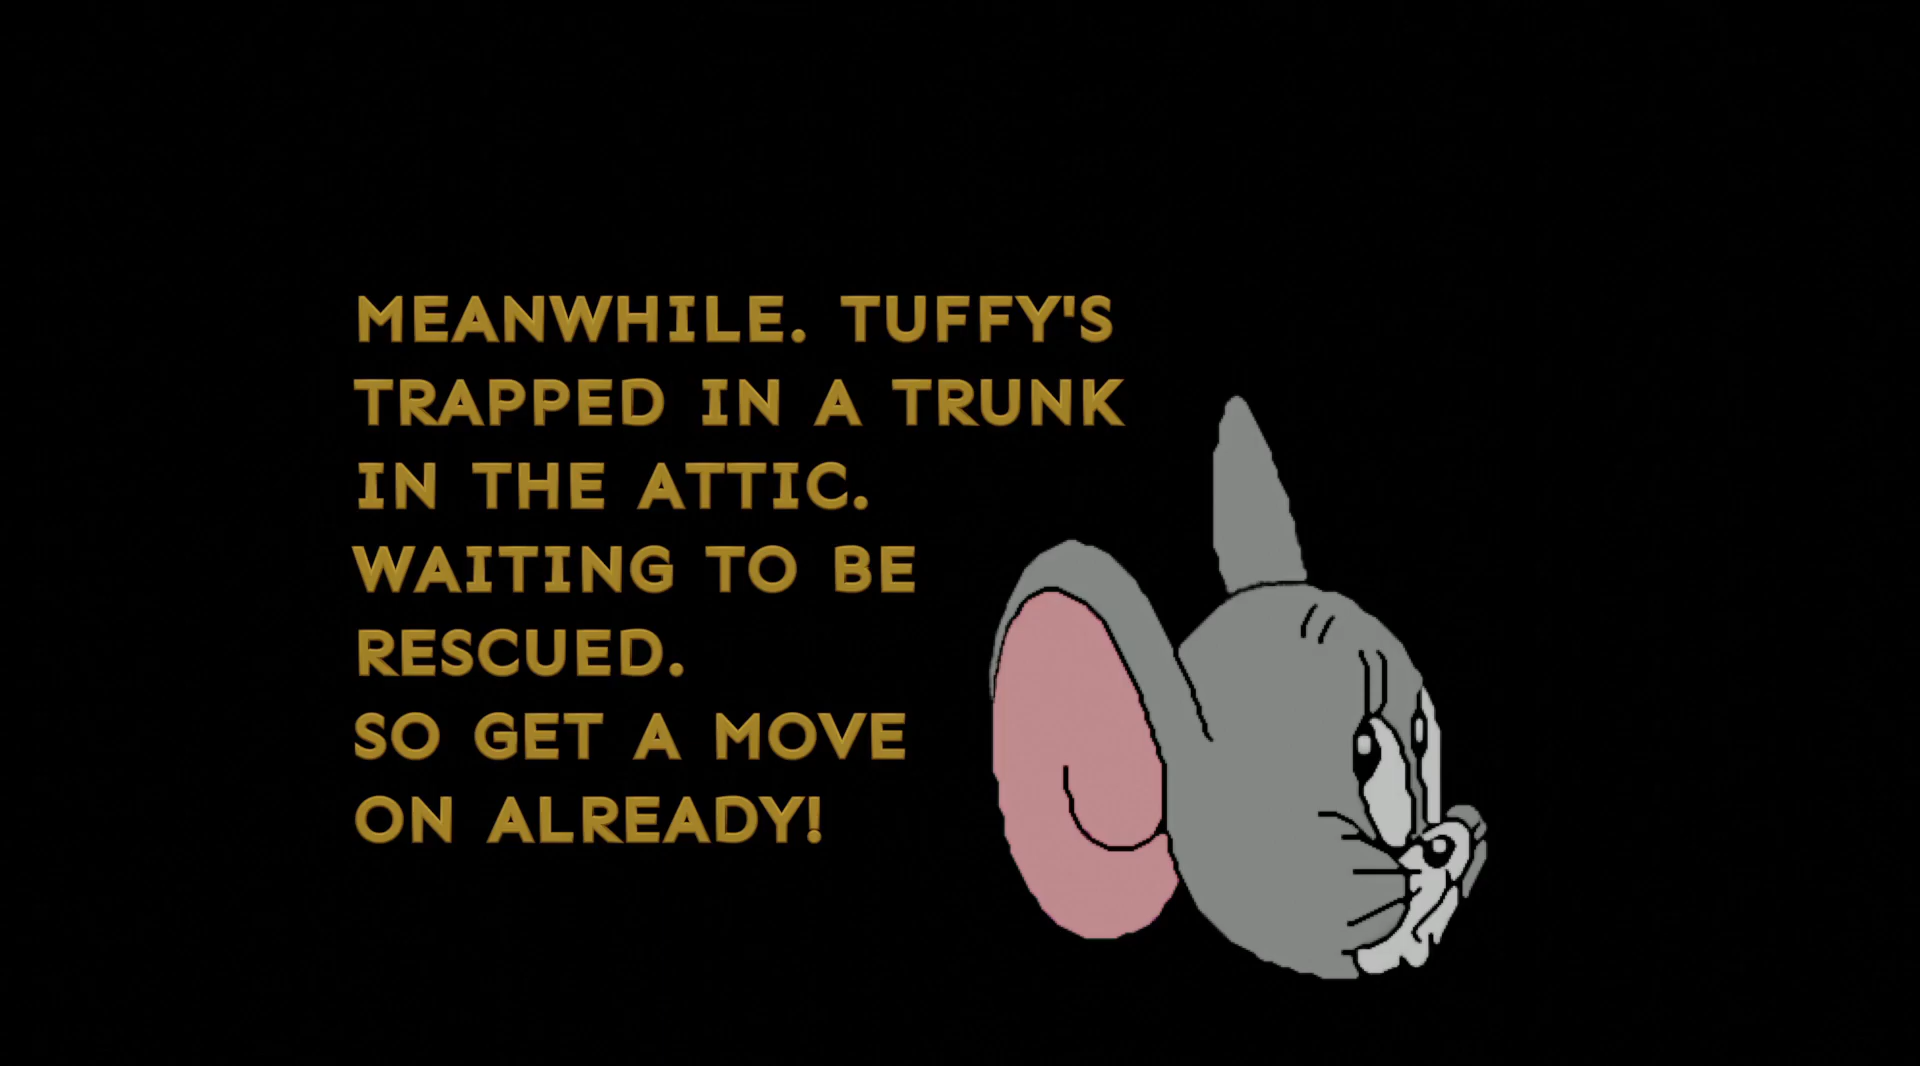 MEANWHILE. TUFFY'S
TRAPPED IN A TRUNK
IN THE ATTIC.
WAITING TO BE
RESCUED.
SO GET A MOVE
ON ALREADY!